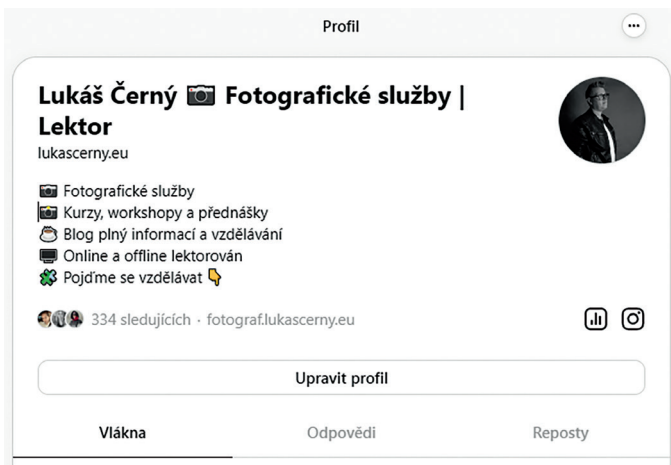 Profil
Lukáš Černý 📷 Fotografické služby |
Lektor
lukascerny.eu
📷 Fotografické služby
📸 Kurzy, workshopy a přednášky
☕ Blog plný informací a vzdělávání
🖥️ Online a offline lektorován
🧩 Pojďme se vzdělávat 👇
334 sledujících · fotograf.lukascerny.eu
Upravit profil
Vlákna
Odpovědi
Reposty